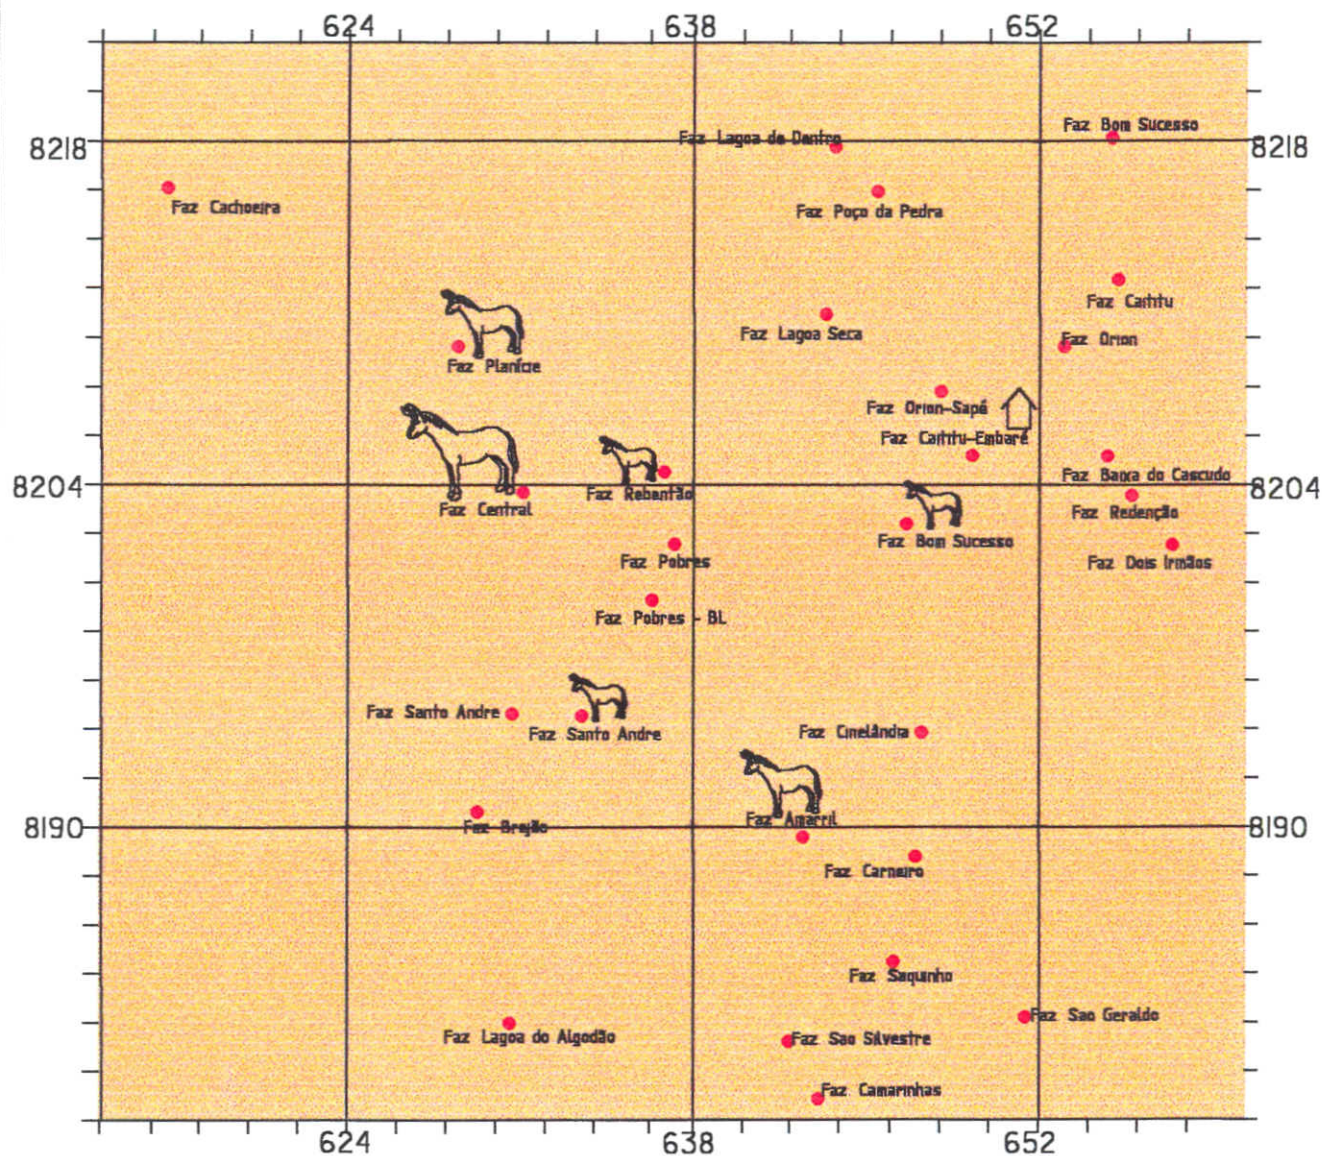 624 638 652
Faz Bom Sucesso
Faz Lagoa de Dentro
8218 8218
Faz Cachoeira
Faz Poço da Pedra
Faz Caititu
Faz Lagoa Seca
Faz Orion
Faz Planície
Faz Orion-Sapé
Faz Caititu-Embaré
Faz Baixa do Cascudo
8204 8204
Faz Rebentão
Faz Central
Faz Redenção
Faz Bom Sucesso
Faz Pobres
Faz Dois Irmãos
Faz Pobres - BL
Faz Santo Andre
Faz Santo Andre
Faz Cinelândia
Faz Amarril
8190 8190
Faz Brejão
Faz Carneiro
Faz Saquinho
Faz Sao Geraldo
Faz Lagoa do Algodão
Faz Sao Silvestre
Faz Camarinhas
624 638 652